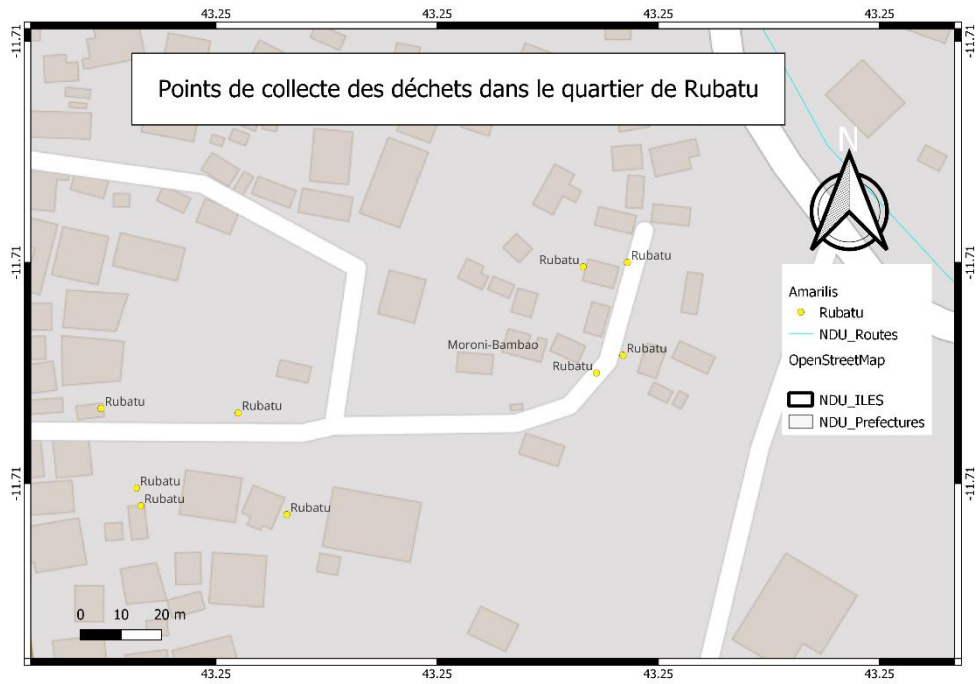 43.25 43.25 43.25 43.25
-11.71 -11.71
Points de collecte des déchets dans le quartier de Rubatu
N
-11.71 -11.71
Rubatu Rubatu
Amarilis
Rubatu
NDU_Routes
OpenStreetMap
NDU_ILES
NDU_Prefectures
Moroni-Bambao
Rubatu
Rubatu
Rubatu Rubatu
-11.71 -11.71
Rubatu
Rubatu
Rubatu
0 10 20 m
43.25 43.25 43.25 43.25